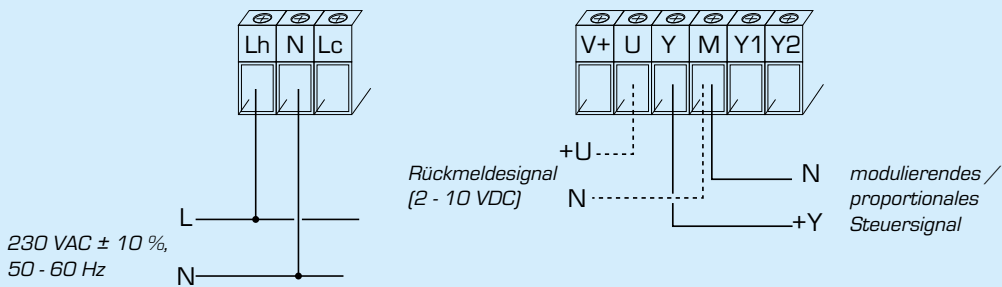 Lh N Lc
V+ U Y M Y1 Y2
+U
Rückmeldesignal
(2 - 10 VDC)
N
N
modulierendes /
proportionales
+Y
Steuersignal
L
230 VAC ± 10 %,
50 - 60 Hz
N